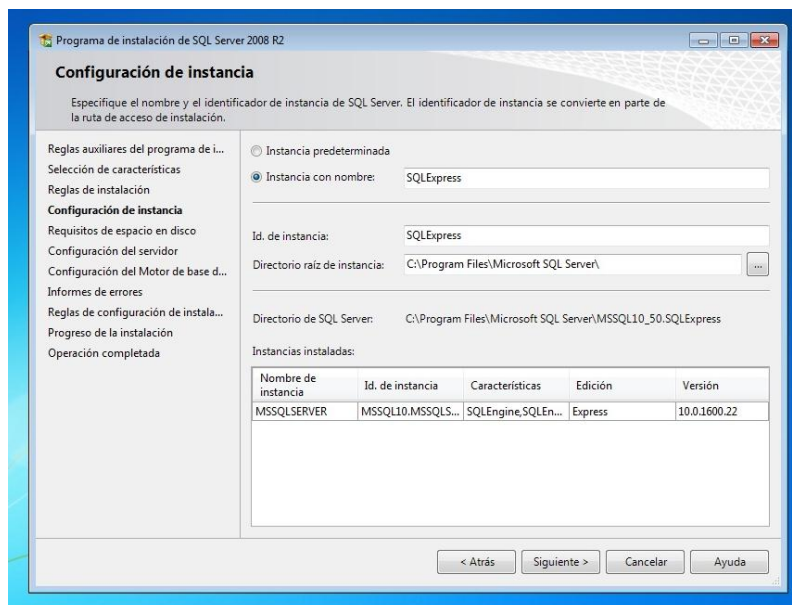 Programa de instalación de SQL Server 2008 R2
Configuración de instancia
Especifique el nombre y el identificador de instancia de SQL Server. El identificador de instancia se convierte en parte de
la ruta de acceso de instalación.
Reglas auxiliares del programa de i...
Selección de características
Reglas de instalación
Configuración de instancia
Requisitos de espacio en disco
Configuración del servidor
Configuración del Motor de base d...
Informes de errores
Reglas de configuración de instala...
Progreso de la instalación
Operación completada
Instancia predeterminada
Instancia con nombre: SQLExpress
Id. de instancia: SQLExpress
Directorio raíz de instancia: C:\Program Files\Microsoft SQL Server\ ...
Directorio de SQL Server: C:\Program Files\Microsoft SQL Server\MSSQL10_50.SQLExpress
Instancias instaladas:
Nombre de
instancia Id. de instancia Características Edición Versión
MSSQLSERVER MSSQL10.MSSQLS... SQLEngine,SQLEn... Express 10.0.1600.22
< Atrás Siguiente > Cancelar Ayuda